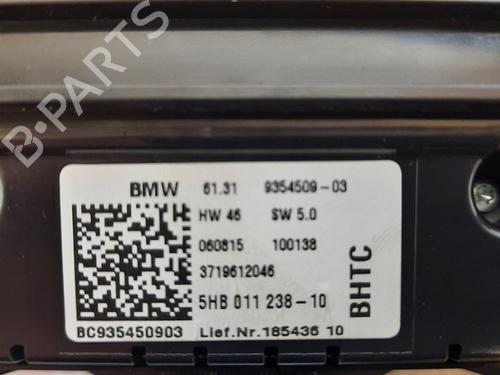 B-PARTS
BMW 61.31 9354509-03
HW 46 SW 5.0
060815 100138
3719612046
5HB 011 238-10
BC935450903 Lief.Nr.185436 10
BHTC